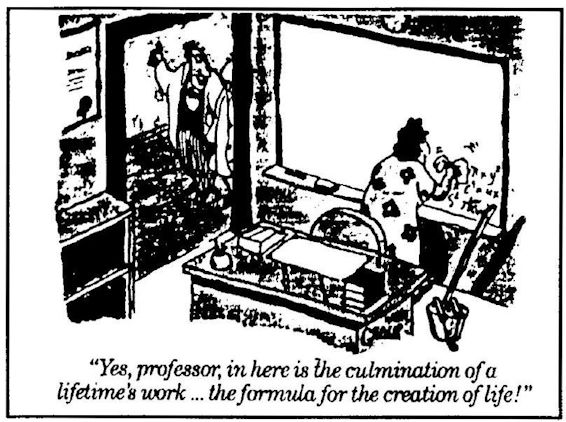 "Yes, professor, in here is the culmination of a
lifetime's work ... the formula for the creation of life!"